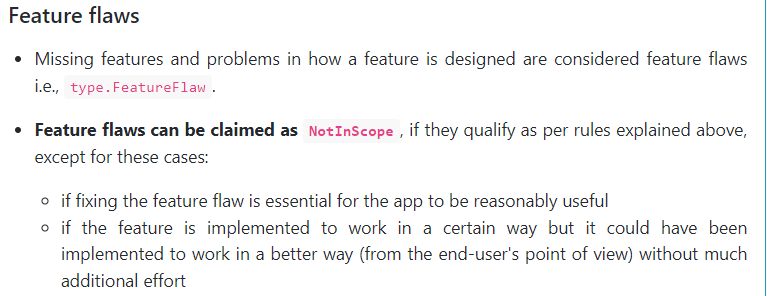 Feature flaws
• Missing features and problems in how a feature is designed are considered feature flaws
i.e., type.FeatureFlaw .
• Feature flaws can be claimed as NotInScope , if they qualify as per rules explained above,
except for these cases:
○ if fixing the feature flaw is essential for the app to be reasonably useful
○ if the feature is implemented to work in a certain way but it could have been
implemented to work in a better way (from the end-user's point of view) without much
additional effort